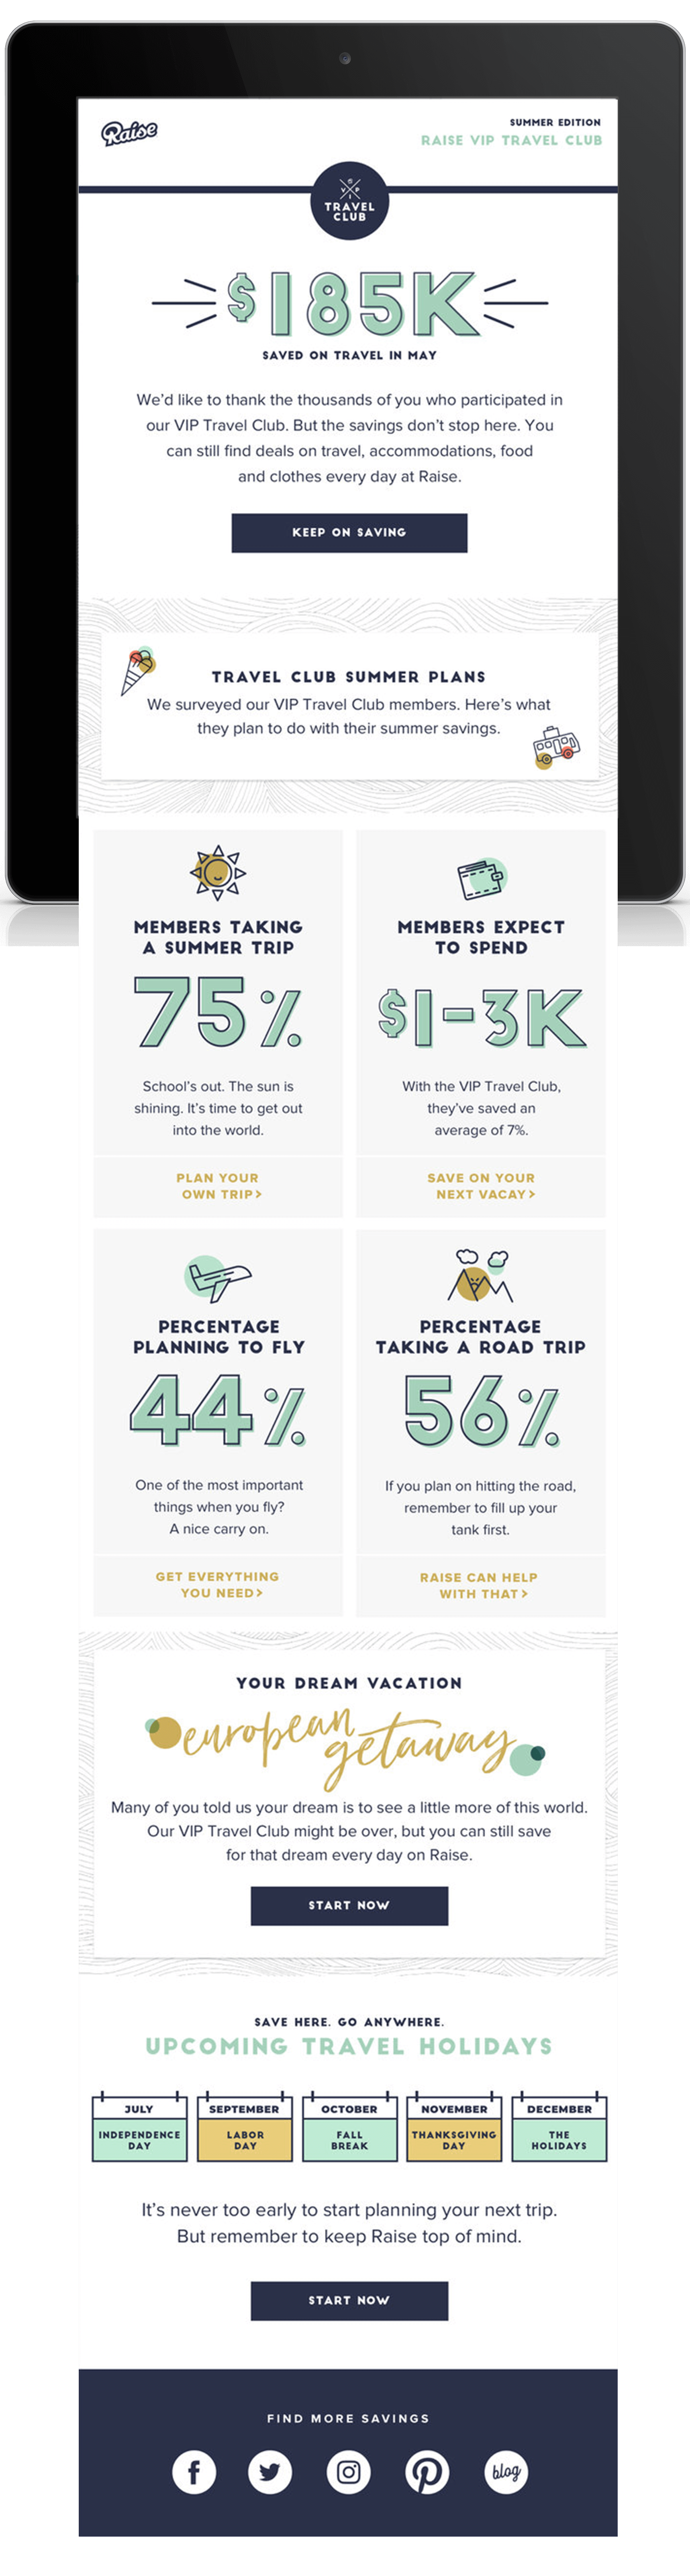 Raise
SUMMER EDITION
RAISE VIP TRAVEL CLUB
V I P
TRAVEL
CLUB
$185K
SAVED ON TRAVEL IN MAY
We'd like to thank the thousands of you who participated in
our VIP Travel Club. But the savings don't stop here. You
can still find deals on travel, accommodations, food
and clothes every day at Raise.
KEEP ON SAVING
TRAVEL CLUB SUMMER PLANS
We surveyed our VIP Travel Club members. Here's what
they plan to do with their summer savings.
MEMBERS TAKING
A SUMMER TRIP
75%
School's out. The sun is
shining. It's time to get out
into the world.
PLAN YOUR
OWN TRIP>
MEMBERS EXPECT
TO SPEND
$1-3K
With the VIP Travel Club,
they've saved an
average of 7%.
SAVE ON YOUR
NEXT VACAY>
PERCENTAGE
PLANNING TO FLY
44%
One of the most important
things when you fly?
A nice carry on.
GET EVERYTHING
YOU NEED>
PERCENTAGE
TAKING A ROAD TRIP
56%
If you plan on hitting the road,
remember to fill up your
tank first.
RAISE CAN HELP
WITH THAT>
YOUR DREAM VACATION
european
getaway
Many of you told us your dream is to see a little more of this world.
Our VIP Travel Club might be over, but you can still save
for that dream every day on Raise.
START NOW
SAVE HERE. GO ANYWHERE.
UPCOMING TRAVEL HOLIDAYS
JULY
INDEPENDENCE
DAY
SEPTEMBER
LABOR
DAY
OCTOBER
FALL
BREAK
NOVEMBER
THANKSGIVING
DAY
DECEMBER
THE
HOLIDAYS
It's never too early to start planning your next trip.
But remember to keep Raise top of mind.
START NOW
FIND MORE SAVINGS
blog